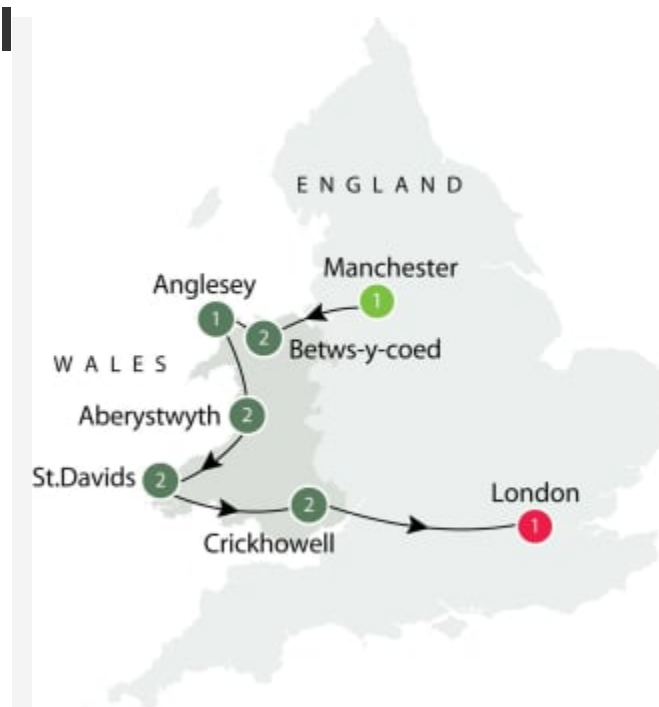 ENGLAND
Manchester
1
Anglesey
1
2
Betws-y-coed
WALES
Aberystwyth 2
St.Davids 2
2
Crickhowell
London
1